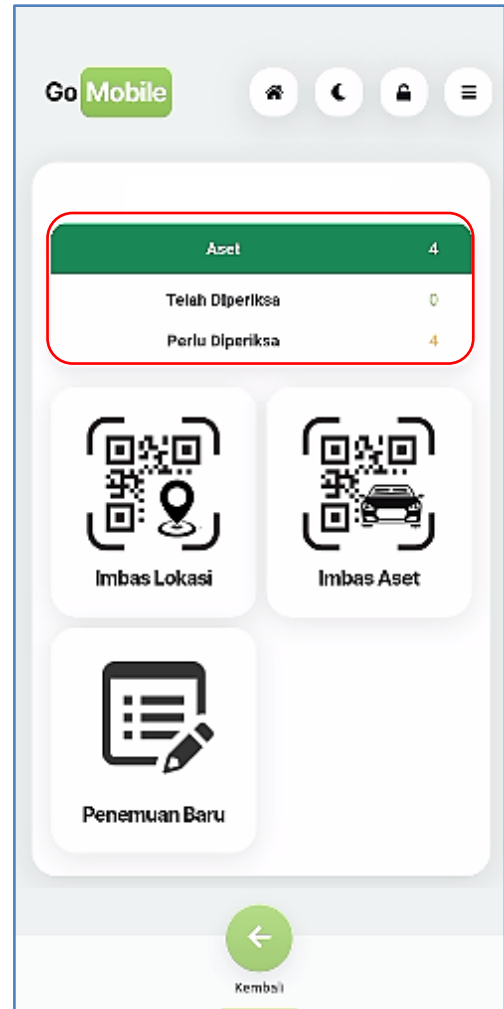 Go Mobile
Aset 4
Telah Diperiksa 0
Perlu Diperiksa 4
Imbas Lokasi Imbas Aset
Penemuan Baru
Kembali